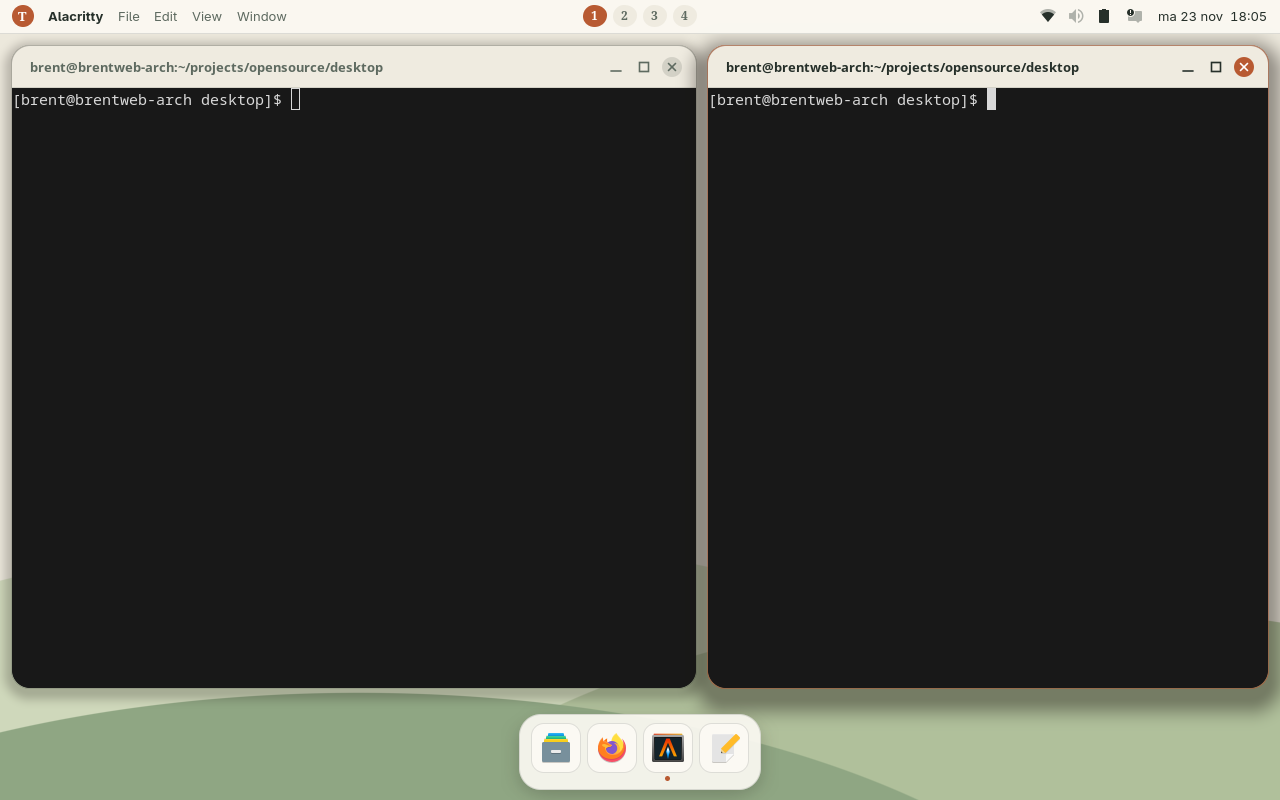 T Alacritty File Edit View Window 1 2 3 4 ma 23 nov 18:05
brent@brentweb-arch:~/projects/opensource/desktop
[brent@brentweb-arch desktop]$
brent@brentweb-arch:~/projects/opensource/desktop
[brent@brentweb-arch desktop]$